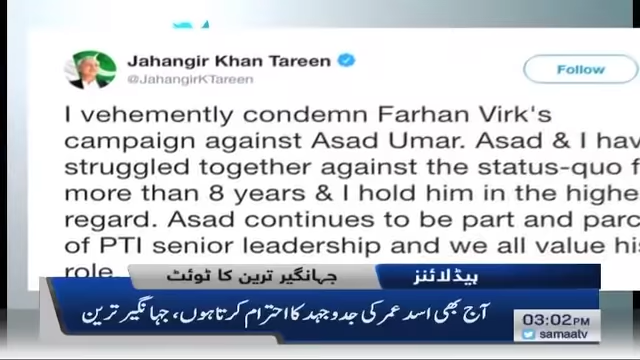 Jahangir Khan Tareen
@JahangirKTareen
Follow
I vehemently condemn Farhan Virk's
campaign against Asad Umar. Asad & I hav
struggled together against the status-quo f
more than 8 years & I hold him in the highe
regard. Asad continues to be part and parc
of PTI senior leadership and we all value his
role.
جہانگیر ترین کا ٹوئٹ
ہیڈلائنز
آج بھی اسد عمر کی جدوجہد کا احترام کرتا ہوں، جہانگیر ترین
03:02PM
samaatv